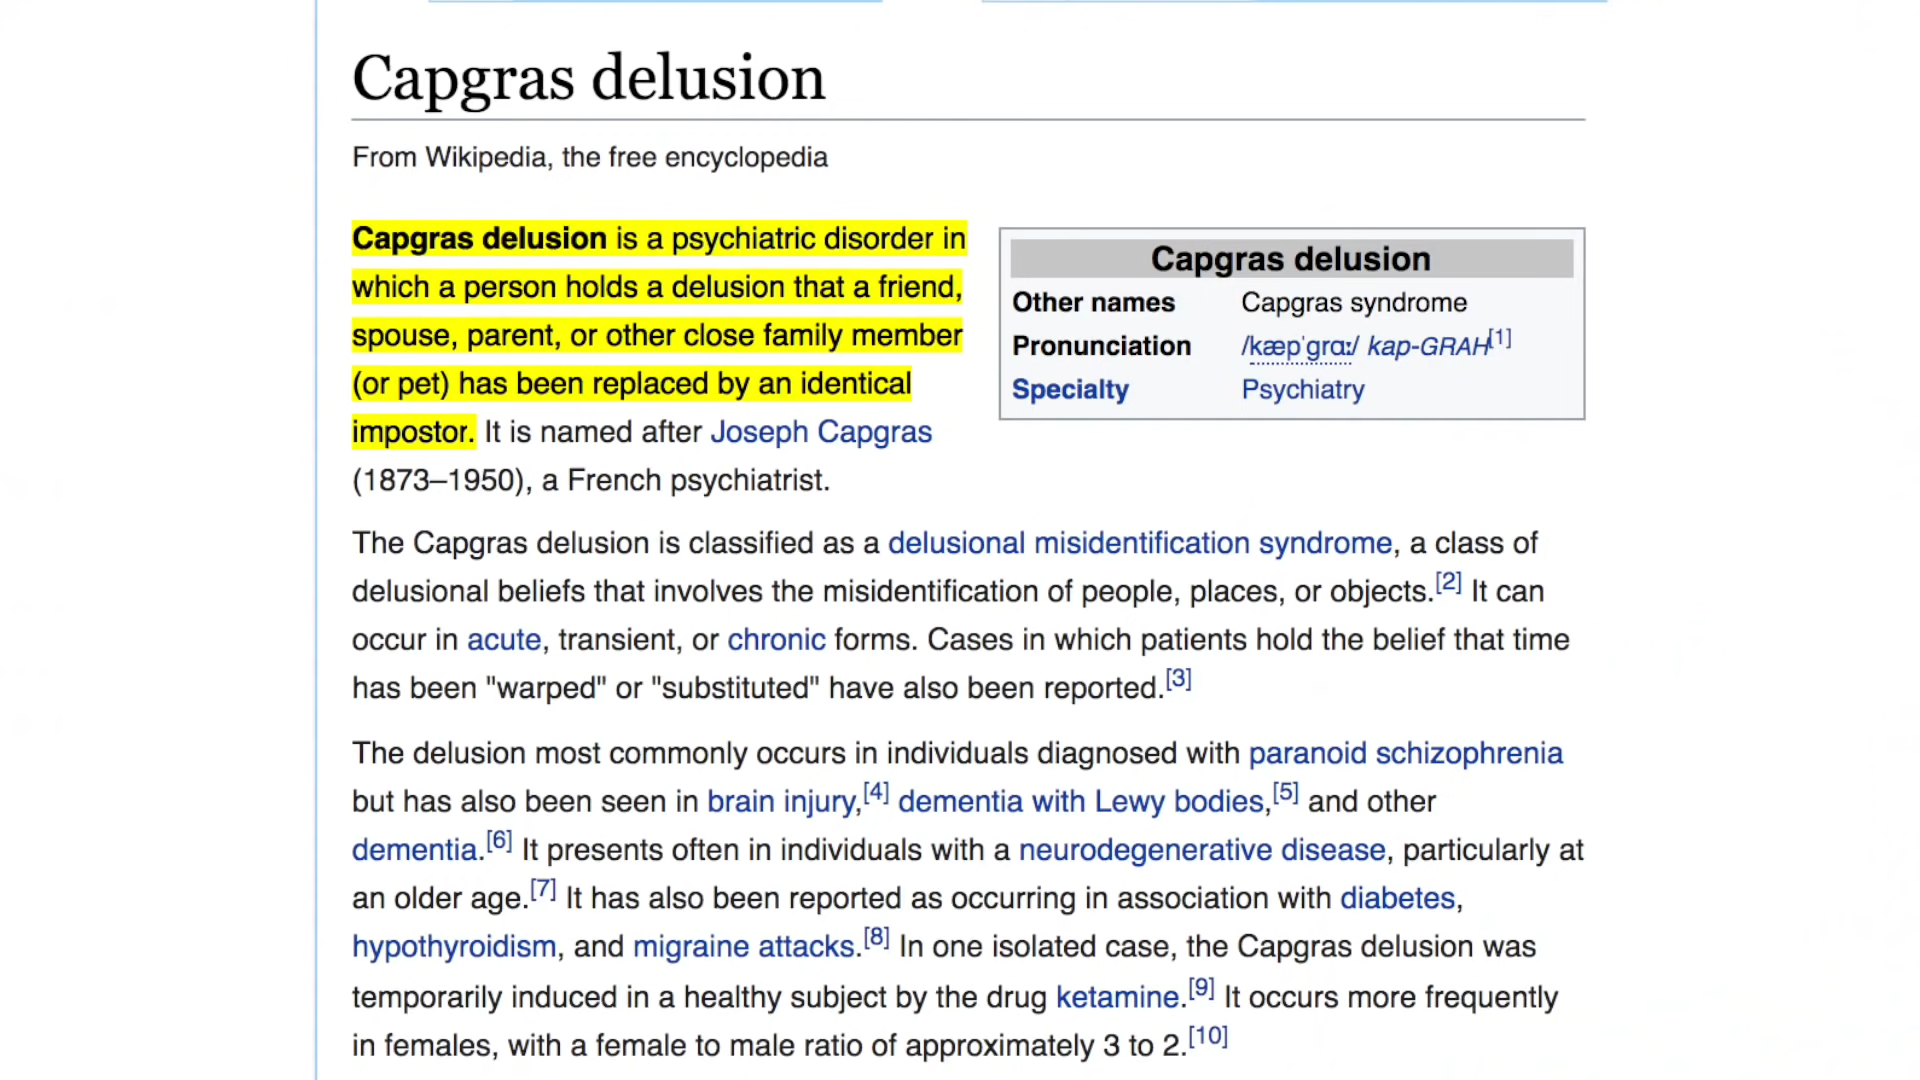 Capgras delusion
From Wikipedia, the free encyclopedia
Capgras delusion is a psychiatric disorder in
which a person holds a delusion that a friend,
spouse, parent, or other close family member
(or pet) has been replaced by an identical
impostor. It is named after Joseph Capgras
(1873–1950), a French psychiatrist.
Capgras delusion
Other names Capgras syndrome
Pronunciation /kæpˈɡrɑː/ kap-GRAH[1]
Specialty Psychiatry
The Capgras delusion is classified as a delusional misidentification syndrome, a class of
delusional beliefs that involves the misidentification of people, places, or objects.[2] It can
occur in acute, transient, or chronic forms. Cases in which patients hold the belief that time
has been "warped" or "substituted" have also been reported.[3]
The delusion most commonly occurs in individuals diagnosed with paranoid schizophrenia
but has also been seen in brain injury,[4] dementia with Lewy bodies,[5] and other
dementia.[6] It presents often in individuals with a neurodegenerative disease, particularly at
an older age.[7] It has also been reported as occurring in association with diabetes,
hypothyroidism, and migraine attacks.[8] In one isolated case, the Capgras delusion was
temporarily induced in a healthy subject by the drug ketamine.[9] It occurs more frequently
in females, with a female to male ratio of approximately 3 to 2.[10]